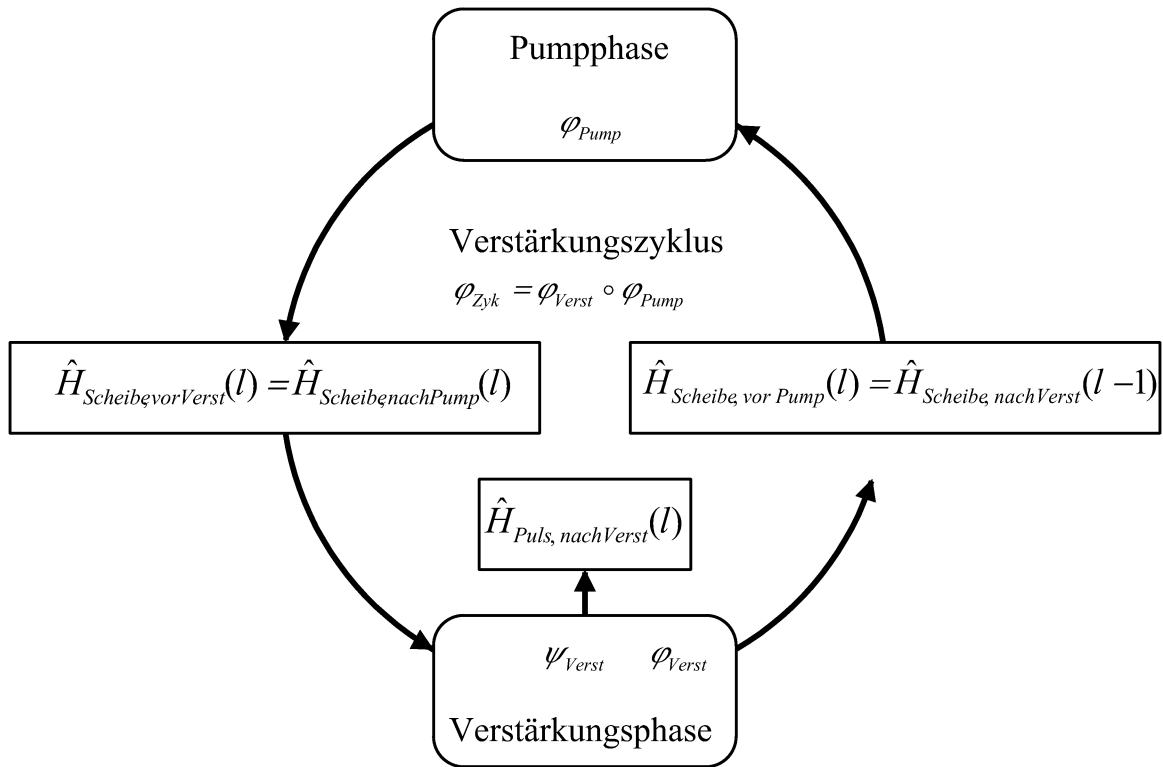 Pumpphase
φ_Pump
Verstärkungszyklus
φ_Zyk = φ_Verst ∘ φ_Pump
Ĥ_Scheibe,vorVerst(l) = Ĥ_Scheibe,nachPump(l)
Ĥ_Scheibe, vor Pump(l) = Ĥ_Scheibe, nachVerst(l −1)
Ĥ_Puls, nachVerst(l)
ψ_Verst φ_Verst
Verstärkungsphase